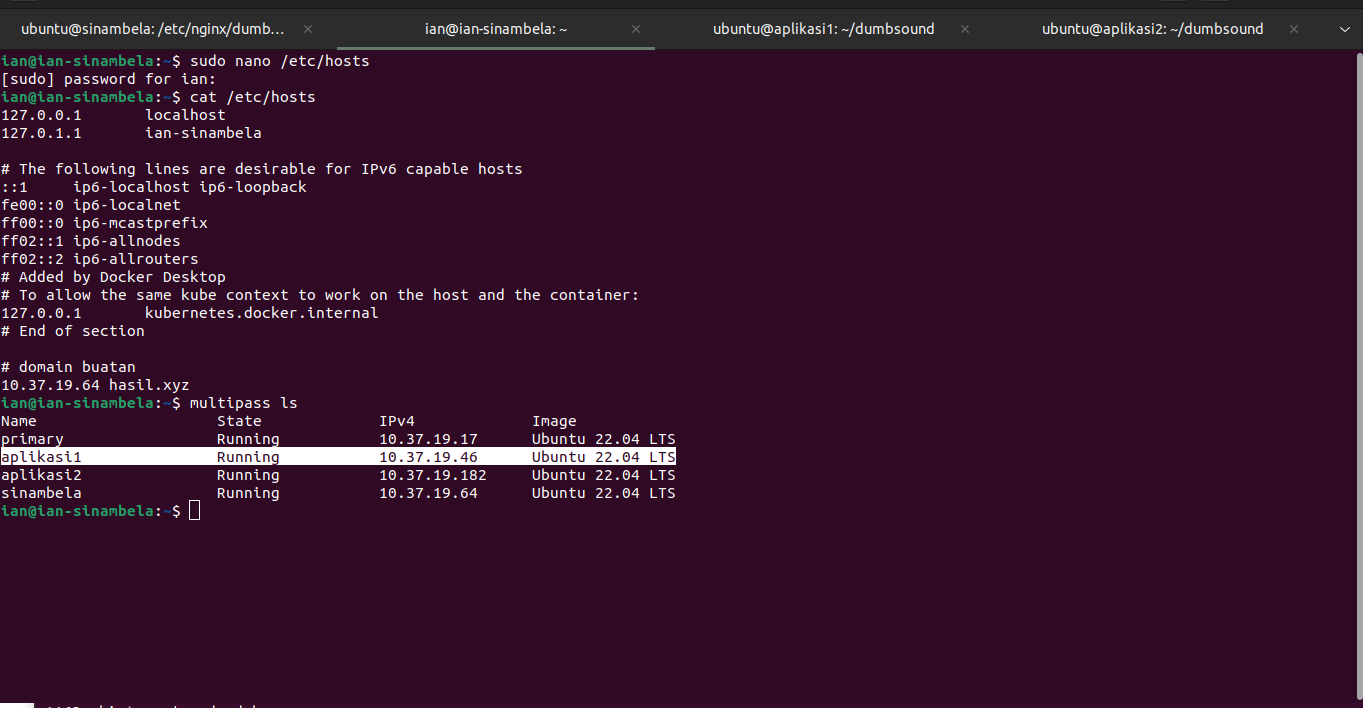 ubuntu@sinambela: /etc/nginx/dumb... × ian@ian-sinambela: ~ × ubuntu@aplikasi1: ~/dumbsound × ubuntu@aplikasi2: ~/dumbsound ×
ian@ian-sinambela:~$ sudo nano /etc/hosts
[sudo] password for ian:
ian@ian-sinambela:~$ cat /etc/hosts
127.0.0.1       localhost
127.0.1.1       ian-sinambela
# The following lines are desirable for IPv6 capable hosts
::1     ip6-localhost ip6-loopback
fe00::0 ip6-localnet
ff00::0 ip6-mcastprefix
ff02::1 ip6-allnodes
ff02::2 ip6-allrouters
# Added by Docker Desktop
# To allow the same kube context to work on the host and the container:
127.0.0.1       kubernetes.docker.internal
# End of section
# domain buatan
10.37.19.64 hasil.xyz
ian@ian-sinambela:~$ multipass ls
Name                    State             IPv4             Image
primary                 Running           10.37.19.17      Ubuntu 22.04 LTS
aplikasi1               Running           10.37.19.46      Ubuntu 22.04 LTS
aplikasi2               Running           10.37.19.182     Ubuntu 22.04 LTS
sinambela               Running           10.37.19.64      Ubuntu 22.04 LTS
ian@ian-sinambela:~$